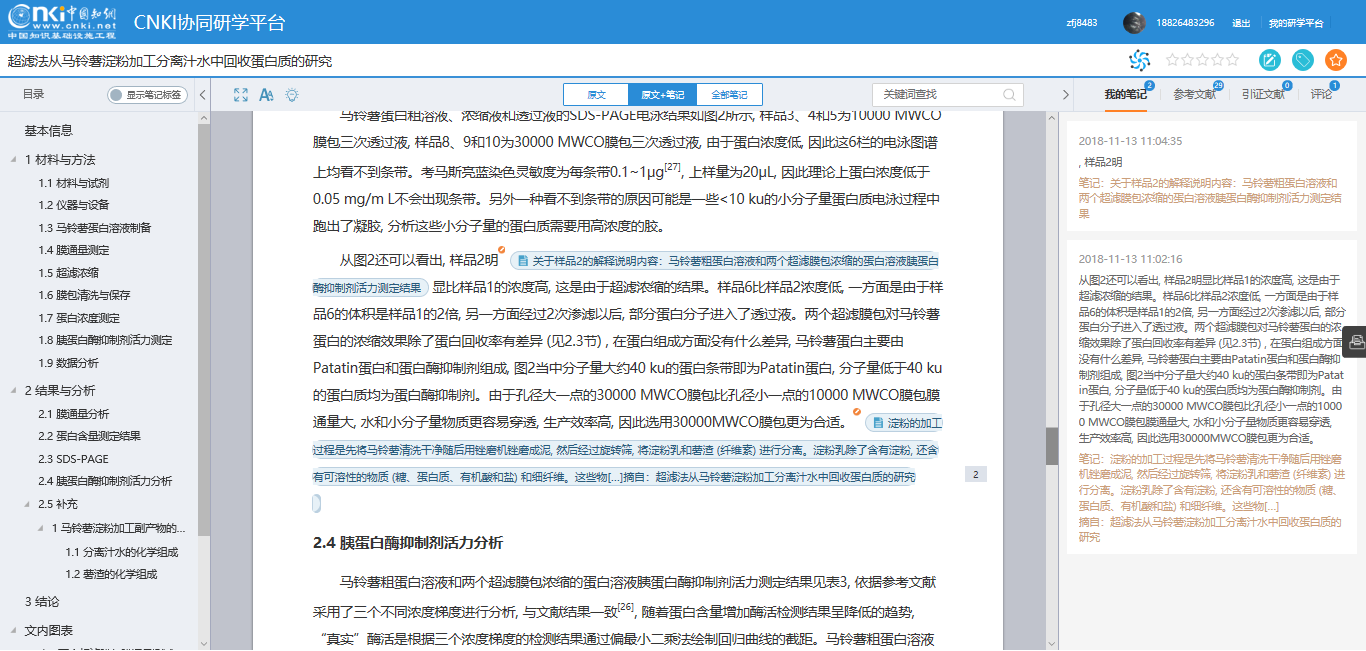 Cnki中国知网
www.cnki.net
中国知识基础设施工程
CNKI协同研学平台
zfj8483
18826483296
退出
我的研学平台
超滤法从马铃薯淀粉加工分离汁水中回收蛋白质的研究
目录
显示笔记标签
原文
原文+笔记
全部笔记
关键词查找
我的笔记 2
参考文献 29
引证文献 0
评论 1
基本信息
1 材料与方法
1.1 材料与试剂
1.2 仪器与设备
1.3 马铃薯蛋白溶液制备
1.4 膜通量测定
1.5 超滤浓缩
1.6 膜包清洗与保存
1.7 蛋白浓度测定
1.8 胰蛋白酶抑制剂活力测定
1.9 数据分析
2 结果与分析
2.1 膜通量分析
2.2 蛋白含量测定结果
2.3 SDS-PAGE
2.4 胰蛋白酶抑制剂活力分析
2.5 补充
1 马铃薯淀粉加工副产物的...
1.1 分离汁水的化学组成
1.2 薯渣的化学组成
3 结论
文内图表
马铃薯蛋白粗溶液、浓缩液和透过液的SDS-PAGE电泳结果如图2所示, 样品3、4和5为10000 MWCO
膜包三次透过液, 样品8、9和10为30000 MWCO膜包三次透过液, 由于蛋白浓度低, 因此这6栏的电泳图谱
上均看不到条带。考马斯亮蓝染色灵敏度为每条带0.1~1μg[27], 上样量为20μL, 因此理论上蛋白浓度低于
0.05 mg/m L不会出现条带。另外一种看不到条带的原因可能是一些<10 ku的小分子量蛋白质电泳过程中
跑出了凝胶, 分析这些小分子量的蛋白质需要用高浓度的胶。
从图2还可以看出, 样品2明 关于样品2的解释说明内容：马铃薯粗蛋白溶液和两个超滤膜包浓缩的蛋白溶液胰蛋白
酶抑制剂活力测定结果 显比样品1的浓度高, 这是由于超滤浓缩的结果。样品6比样品2浓度低, 一方面是由于样
品6的体积是样品1的2倍, 另一方面经过2次渗滤以后, 部分蛋白分子进入了透过液。两个超滤膜包对马铃薯
蛋白的浓缩效果除了蛋白回收率有差异 (见2.3节) , 在蛋白组成方面没有什么差异, 马铃薯蛋白主要由
Patatin蛋白和蛋白酶抑制剂组成, 图2当中分子量大约40 ku的蛋白条带即为Patatin蛋白, 分子量低于40 ku
的蛋白质均为蛋白酶抑制剂。由于孔径大一点的30000 MWCO膜包比孔径小一点的10000 MWCO膜包膜
通量大, 水和小分子量物质更容易穿透, 生产效率高, 因此选用30000MWCO膜包更为合适。 淀粉的加工
过程是先将马铃薯清洗干净随后用锉磨机锉磨成泥, 然后经过旋转筛, 将淀粉乳和薯渣 (纤维素) 进行分离。淀粉乳除了含有淀粉, 还含
有可溶性的物质 (糖、蛋白质、有机酸和盐) 和细纤维。这些物[...]摘自：超滤法从马铃薯淀粉加工分离汁水中回收蛋白质的研究
2
2.4 胰蛋白酶抑制剂活力分析
马铃薯粗蛋白溶液和两个超滤膜包浓缩的蛋白溶液胰蛋白酶抑制剂活力测定结果见表3, 依据参考文献
采用了三个不同浓度梯度进行分析, 与文献结果一致[26], 随着蛋白含量增加酶活检测结果呈降低的趋势,
“真实”酶活是根据三个浓度梯度的检测结果通过偏最小二乘法绘制回归曲线的截距。马铃薯粗蛋白溶液
2018-11-13 11:04:35
, 样品2明
笔记：关于样品2的解释说明内容：马铃薯粗蛋白溶液和
两个超滤膜包浓缩的蛋白溶液胰蛋白酶抑制剂活力测定结
果
2018-11-13 11:02:16
从图2还可以看出, 样品2明显比样品1的浓度高, 这是由于
超滤浓缩的结果。样品6比样品2浓度低, 一方面是由于样
品6的体积是样品1的2倍, 另一方面经过2次渗滤以后, 部分
蛋白分子进入了透过液。两个超滤膜包对马铃薯蛋白的浓
缩效果除了蛋白回收率有差异 (见2.3节) , 在蛋白组成方面
没有什么差异, 马铃薯蛋白主要由Patatin蛋白和蛋白酶抑
制剂组成, 图2当中分子量大约40 ku的蛋白条带即为Patat
in蛋白, 分子量低于40 ku的蛋白质均为蛋白酶抑制剂。由
于孔径大一点的30000 MWCO膜包比孔径小一点的1000
0 MWCO膜包膜通量大, 水和小分子量物质更容易穿透,
生产效率高, 因此选用30000MWCO膜包更为合适。
笔记：淀粉的加工过程是先将马铃薯清洗干净随后用锉磨
机锉磨成泥, 然后经过旋转筛, 将淀粉乳和薯渣 (纤维素) 进
行分离。淀粉乳除了含有淀粉, 还含有可溶性的物质 (糖、
蛋白质、有机酸和盐) 和细纤维。这些物[...]
摘自：超滤法从马铃薯淀粉加工分离汁水中回收蛋白质的
研究